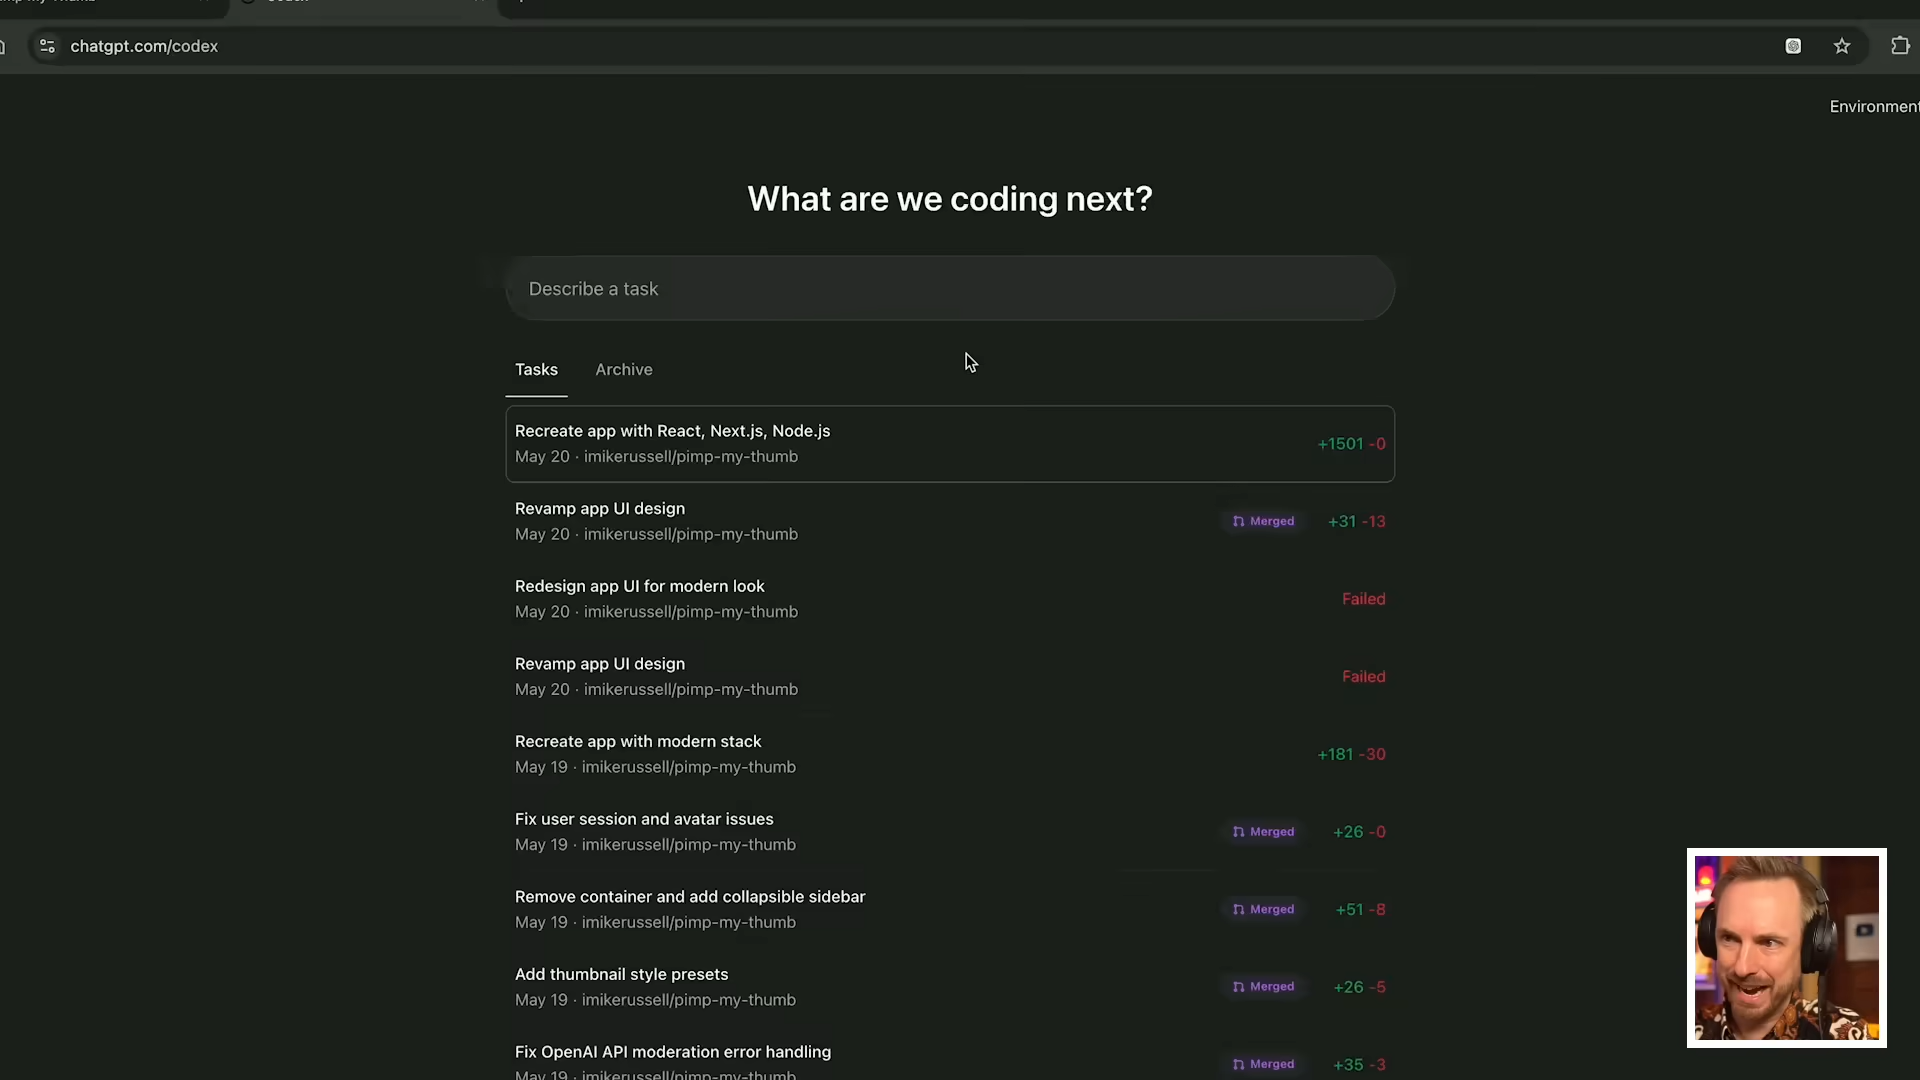 chatgpt.com/codex
Environment
What are we coding next?
Describe a task
Tasks Archive
Recreate app with React, Next.js, Node.js
May 20 · imikerussell/pimp-my-thumb
+1501 -0
Revamp app UI design
May 20 · imikerussell/pimp-my-thumb
Merged +31 -13
Redesign app UI for modern look
May 20 · imikerussell/pimp-my-thumb
Failed
Revamp app UI design
May 20 · imikerussell/pimp-my-thumb
Failed
Recreate app with modern stack
May 19 · imikerussell/pimp-my-thumb
+181 -30
Fix user session and avatar issues
May 19 · imikerussell/pimp-my-thumb
Merged +26 -0
Remove container and add collapsible sidebar
May 19 · imikerussell/pimp-my-thumb
Merged +51 -8
Add thumbnail style presets
May 19 · imikerussell/pimp-my-thumb
Merged +26 -5
Fix OpenAI API moderation error handling
May 19 · imikerussell/pimp-my-thumb
Merged +35 -3